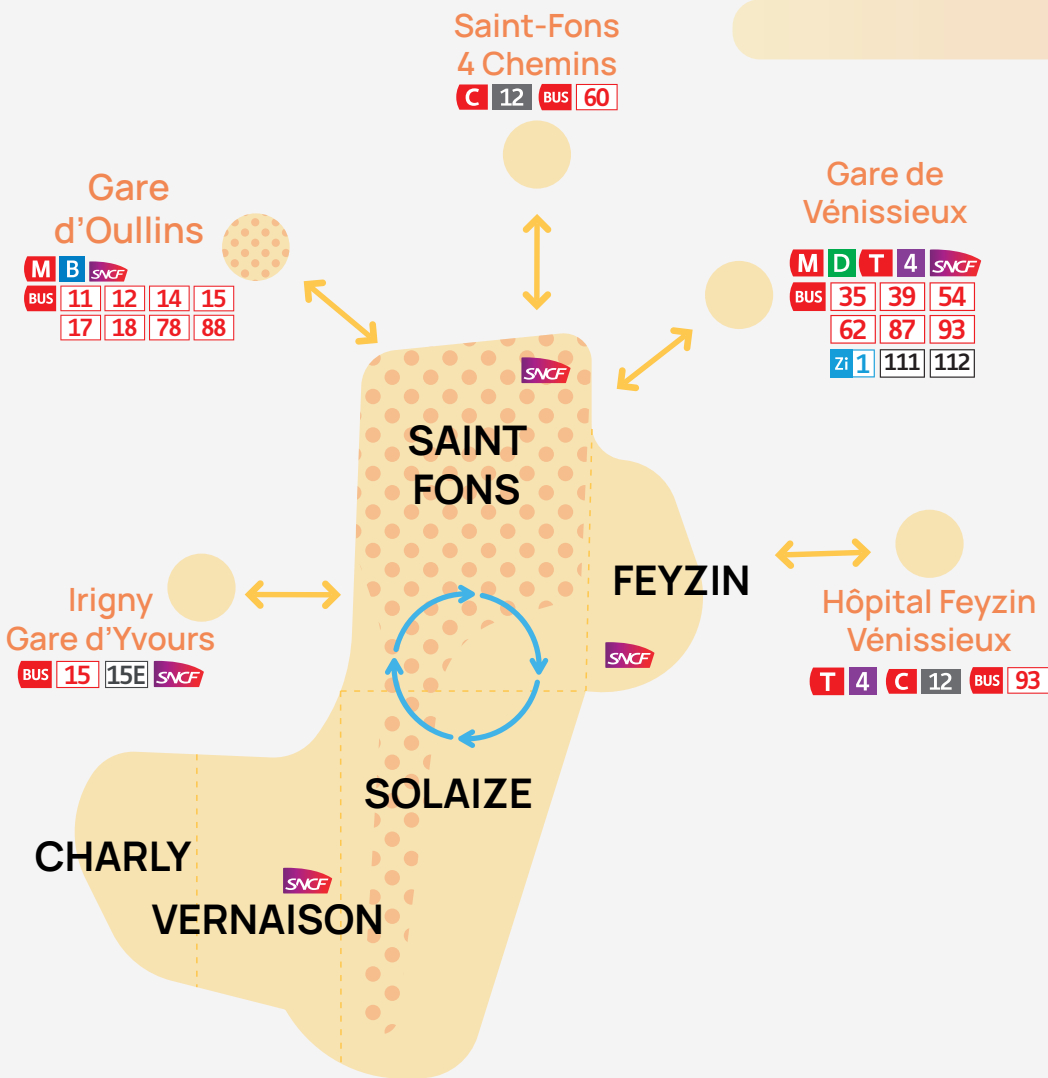 Saint-Fons
4 Chemins
C 12 BUS 60
Gare
d'Oullins
M B SNCF
BUS 11 12 14 15
17 18 78 88
Gare de
Vénissieux
M D T 4 SNCF
BUS 35 39 54
62 87 93
Zi 1 111 112
SNCF
SAINT
FONS
FEYZIN
SNCF
Irigny
Gare d'Yvours
BUS 15 15E SNCF
Hôpital Feyzin
Vénissieux
T 4 C 12 BUS 93
SOLAIZE
CHARLY
SNCF
VERNAISON